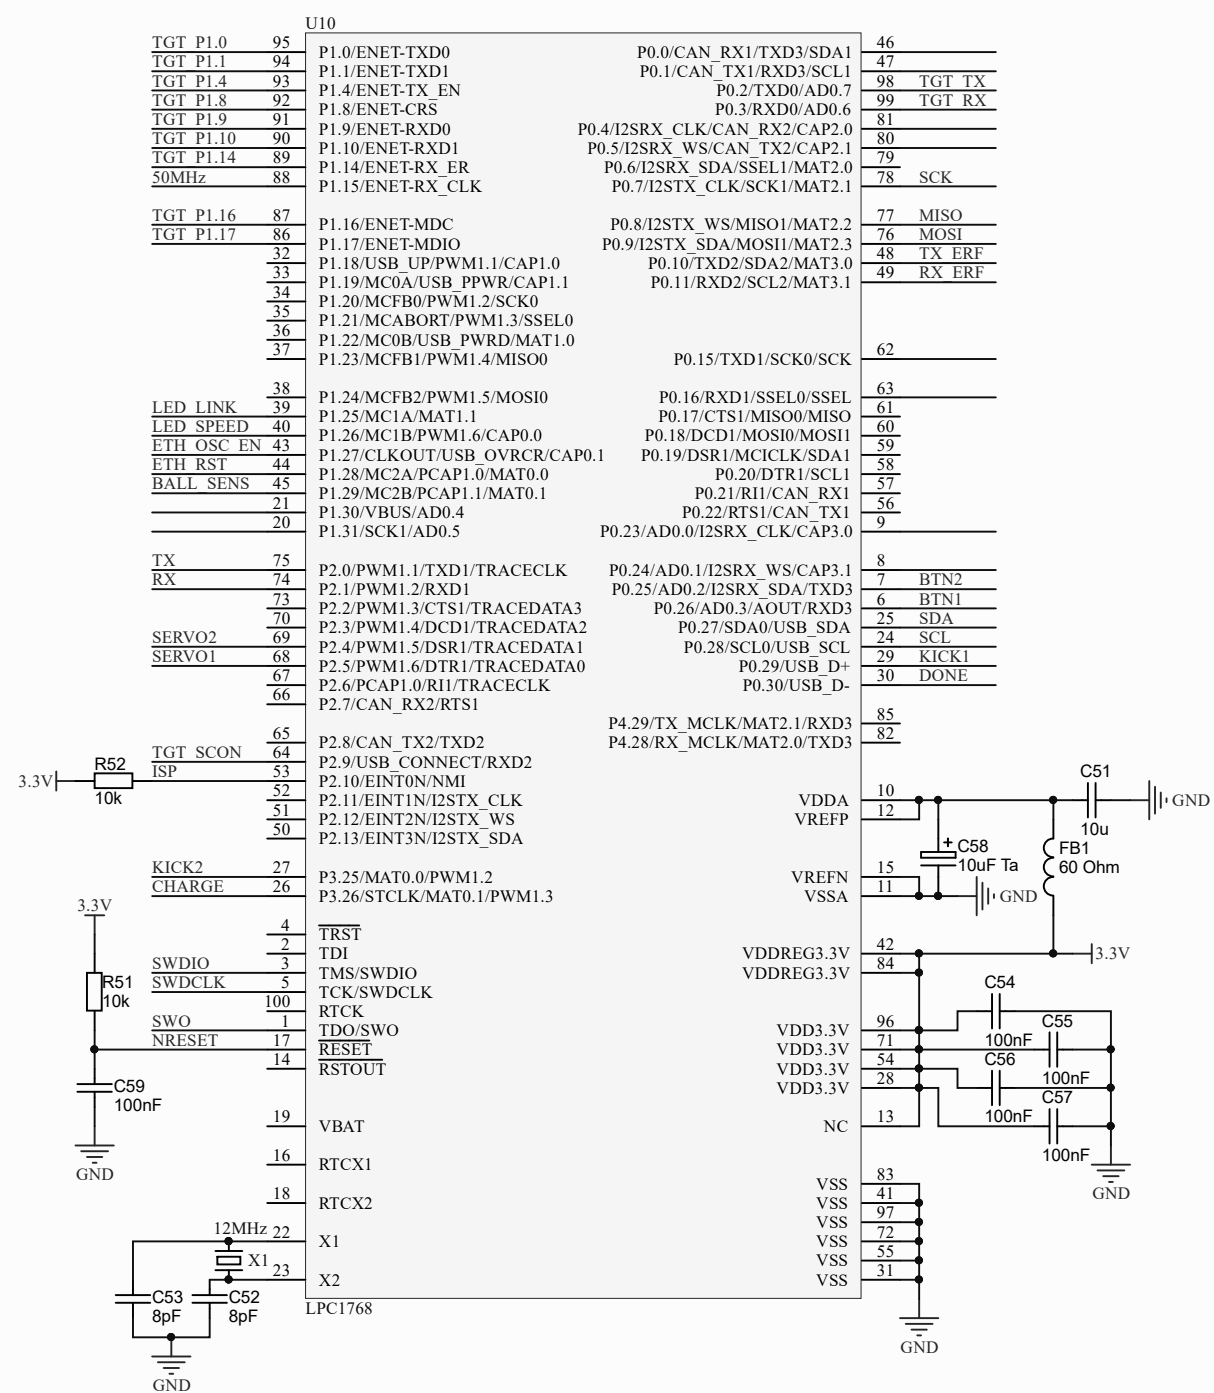 U10
TGT_P1.0 95 P1.0/ENET-TXD0 P0.0/CAN_RX1/TXD3/SDA1 46
TGT_P1.1 94 P1.1/ENET-TXD1 P0.1/CAN_TX1/RXD3/SCL1 47
TGT_P1.4 93 P1.4/ENET-TX_EN P0.2/TXD0/AD0.7 98 TGT_TX
TGT_P1.8 92 P1.8/ENET-CRS P0.3/RXD0/AD0.6 99 TGT_RX
TGT_P1.9 91 P1.9/ENET-RXD0 P0.4/I2SRX_CLK/CAN_RX2/CAP2.0 81
TGT_P1.10 90 P1.10/ENET-RXD1 P0.5/I2SRX_WS/CAN_TX2/CAP2.1 80
TGT_P1.14 89 P1.14/ENET-RX_ER P0.6/I2SRX_SDA/SSEL1/MAT2.0 79
50MHz 88 P1.15/ENET-RX_CLK P0.7/I2STX_CLK/SCK1/MAT2.1 78 SCK
TGT_P1.16 87 P1.16/ENET-MDC P0.8/I2STX_WS/MISO1/MAT2.2 77 MISO
TGT_P1.17 86 P1.17/ENET-MDIO P0.9/I2STX_SDA/MOSI1/MAT2.3 76 MOSI
32 P1.18/USB_UP/PWM1.1/CAP1.0 P0.10/TXD2/SDA2/MAT3.0 48 TX_ERF
33 P1.19/MC0A/USB_PPWR/CAP1.1 P0.11/RXD2/SCL2/MAT3.1 49 RX_ERF
34 P1.20/MCFB0/PWM1.2/SCK0
35 P1.21/MCABORT/PWM1.3/SSEL0
36 P1.22/MC0B/USB_PWRD/MAT1.0
37 P1.23/MCFB1/PWM1.4/MISO0 P0.15/TXD1/SCK0/SCK 62
38 P1.24/MCFB2/PWM1.5/MOSI0 P0.16/RXD1/SSEL0/SSEL 63
LED_LINK 39 P1.25/MC1A/MAT1.1 P0.17/CTS1/MISO0/MISO 61
LED_SPEED 40 P1.26/MC1B/PWM1.6/CAP0.0 P0.18/DCD1/MOSI0/MOSI1 60
ETH_OSC_EN 43 P1.27/CLKOUT/USB_OVRCR/CAP0.1 P0.19/DSR1/MCICLK/SDA1 59
ETH_RST 44 P1.28/MC2A/PCAP1.0/MAT0.0 P0.20/DTR1/SCL1 58
BALL_SENS 45 P1.29/MC2B/PCAP1.1/MAT0.1 P0.21/RI1/CAN_RX1 57
21 P1.30/VBUS/AD0.4 P0.22/RTS1/CAN_TX1 56
20 P1.31/SCK1/AD0.5 P0.23/AD0.0/I2SRX_CLK/CAP3.0 9
TX 75 P2.0/PWM1.1/TXD1/TRACECLK P0.24/AD0.1/I2SRX_WS/CAP3.1 8
RX 74 P2.1/PWM1.2/RXD1 P0.25/AD0.2/I2SRX_SDA/TXD3 7 BTN2
73 P2.2/PWM1.3/CTS1/TRACEDATA3 P0.26/AD0.3/AOUT/RXD3 6 BTN1
70 P2.3/PWM1.4/DCD1/TRACEDATA2 P0.27/SDA0/USB_SDA 25 SDA
SERVO2 69 P2.4/PWM1.5/DSR1/TRACEDATA1 P0.28/SCL0/USB_SCL 24 SCL
SERVO1 68 P2.5/PWM1.6/DTR1/TRACEDATA0 P0.29/USB_D+ 29 KICK1
67 P2.6/PCAP1.0/RI1/TRACECLK P0.30/USB_D- 30 DONE
66 P2.7/CAN_RX2/RTS1
P4.29/TX_MCLK/MAT2.1/RXD3 85
65 P2.8/CAN_TX2/TXD2 P4.28/RX_MCLK/MAT2.0/TXD3 82
TGT_SCON 64 P2.9/USB_CONNECT/RXD2
3.3V R52 10k ISP 53 P2.10/EINT0N/NMI
52 P2.11/EINT1N/I2STX_CLK VDDA 10 C51 10u GND
51 P2.12/EINT2N/I2STX_WS VREFP 12
50 P2.13/EINT3N/I2STX_SDA
+ C58 10uF Ta FB1 60 Ohm
KICK2 27 P3.25/MAT0.0/PWM1.2 VREFN 15
CHARGE 26 P3.26/STCLK/MAT0.1/PWM1.3 VSSA 11 GND
3.3V
4 TRST
2 TDI VDDREG3.3V 42 3.3V
SWDIO 3 TMS/SWDIO VDDREG3.3V 84
R51 10k SWDCLK 5 TCK/SWDCLK
100 RTCK
SWO 1 TDO/SWO VDD3.3V 96 C54 100nF
NRESET 17 RESET VDD3.3V 71 C55 100nF
14 RSTOUT VDD3.3V 54 C56 100nF
C59 100nF VDD3.3V 28 C57 100nF
19 VBAT NC 13
GND
16 RTCX1
VSS 83 GND
18 RTCX2 VSS 41
VSS 97
12MHz 22 X1 VSS 72
X1 VSS 55
23 X2 VSS 31
C53 8pF C52 8pF
LPC1768
GND
GND